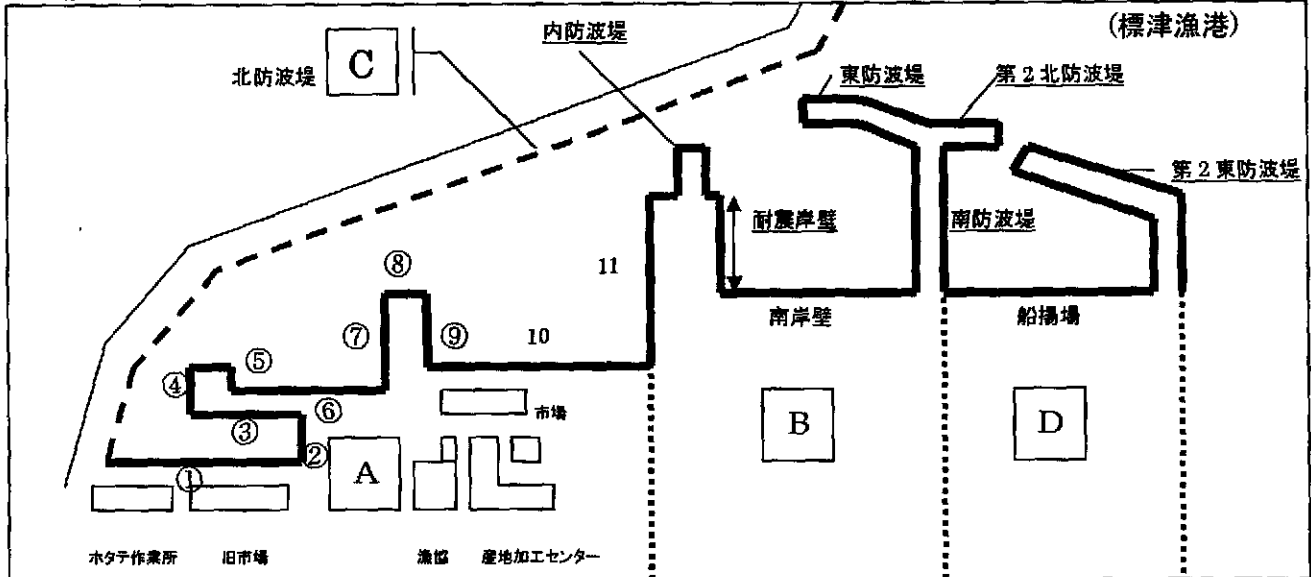 (標津漁港)
内防波堤
北防波堤
C
東防波堤
第2北防波堤
第2東防波堤
耐震岸壁
南防波堤
⑧
11
南岸壁
船揚場
⑦
⑨
10
⑤
④
⑥
市場
③
②
A
B
D
①
ホタテ作業所
旧市場
漁協
産地加工センター